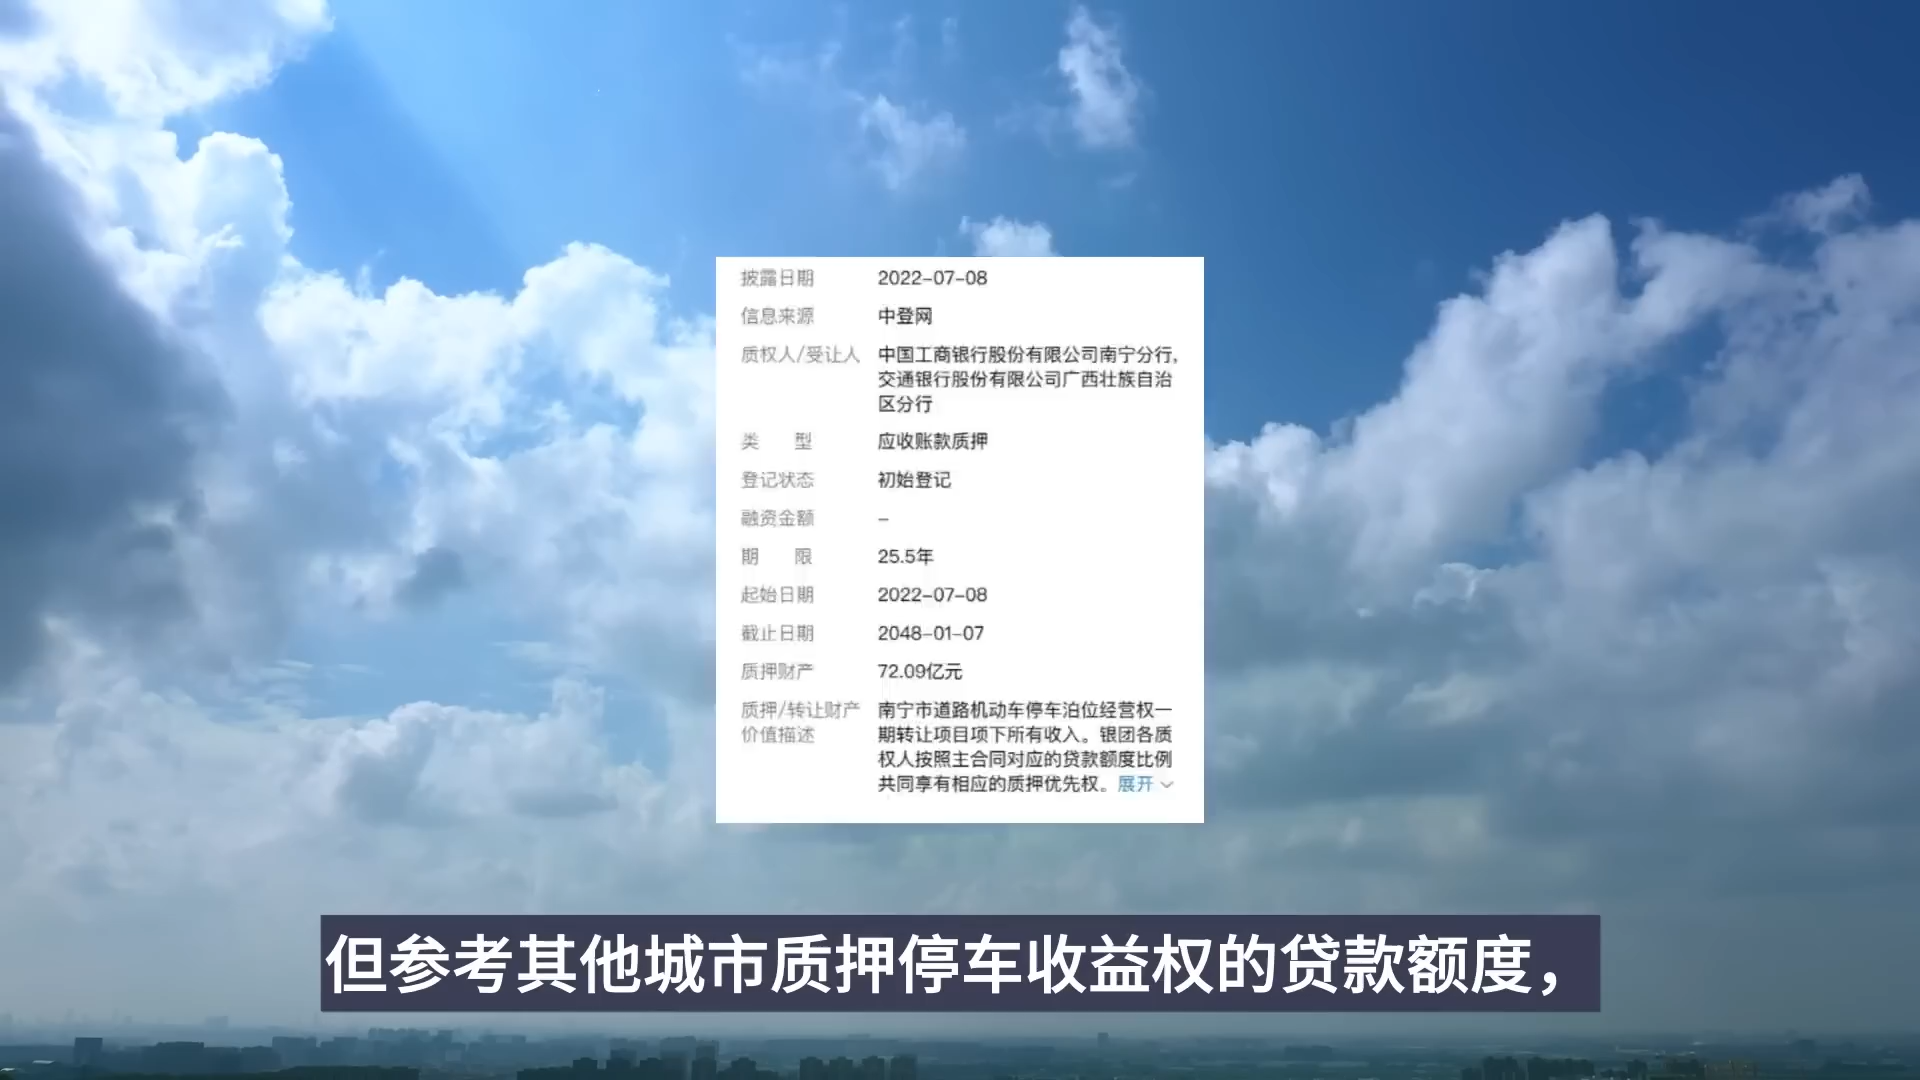 披露日期 2022-07-08
信息来源 中登网
质权人/受让人 中国工商银行股份有限公司南宁分行,
交通银行股份有限公司广西壮族自治
区分行
类 型 应收账款质押
登记状态 初始登记
融资金额 –
期 限 25.5年
起始日期 2022-07-08
截止日期 2048-01-07
质押财产 72.09亿元
质押/转让财产 南宁市道路机动车停车泊位经营权一
价值描述 期转让项目项下所有收入。银团各质
权人按照主合同对应的贷款额度比例
共同享有相应的质押优先权。展开
但参考其他城市质押停车收益权的贷款额度，